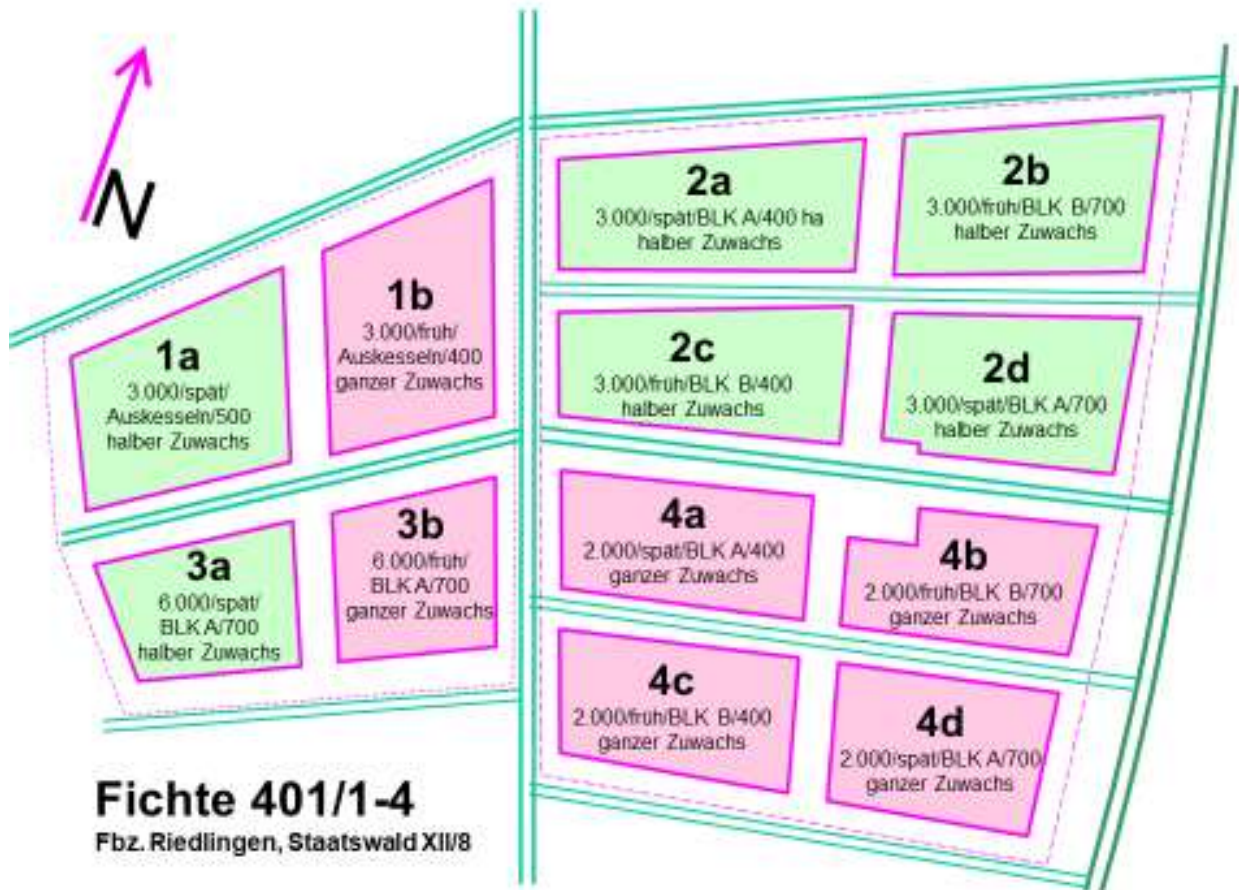 N
2a
3.000/spät/BLK A/400 ha
halber Zuwachs
2b
3.000/früh/BLK B/700
halber Zuwachs
1b
3.000/früh/
Auskesseln/400
ganzer Zuwachs
1a
3.000/spät/
Auskesseln/500
halber Zuwachs
2c
3.000/früh/BLK B/400
halber Zuwachs
2d
3.000/spät/BLK A/700
halber Zuwachs
3b
6.000/früh/
BLK A/700
ganzer Zuwachs
3a
6.000/spät/
BLK A/700
halber Zuwachs
4a
2.000/spät/BLK A/400
ganzer Zuwachs
4b
2.000/früh/BLK B/700
ganzer Zuwachs
4c
2.000/früh/BLK B/400
ganzer Zuwachs
4d
2.000/spät/BLK A/700
ganzer Zuwachs
Fichte 401/1-4
Fbz. Riedlingen, Staatswald XII/8